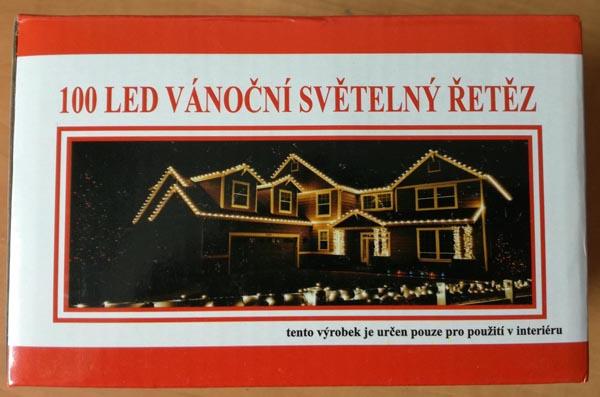 100 LED VÁNOČNÍ SVĚTELNÝ ŘETĚZ
tento výrobek je určen pouze pro použití v interiéru